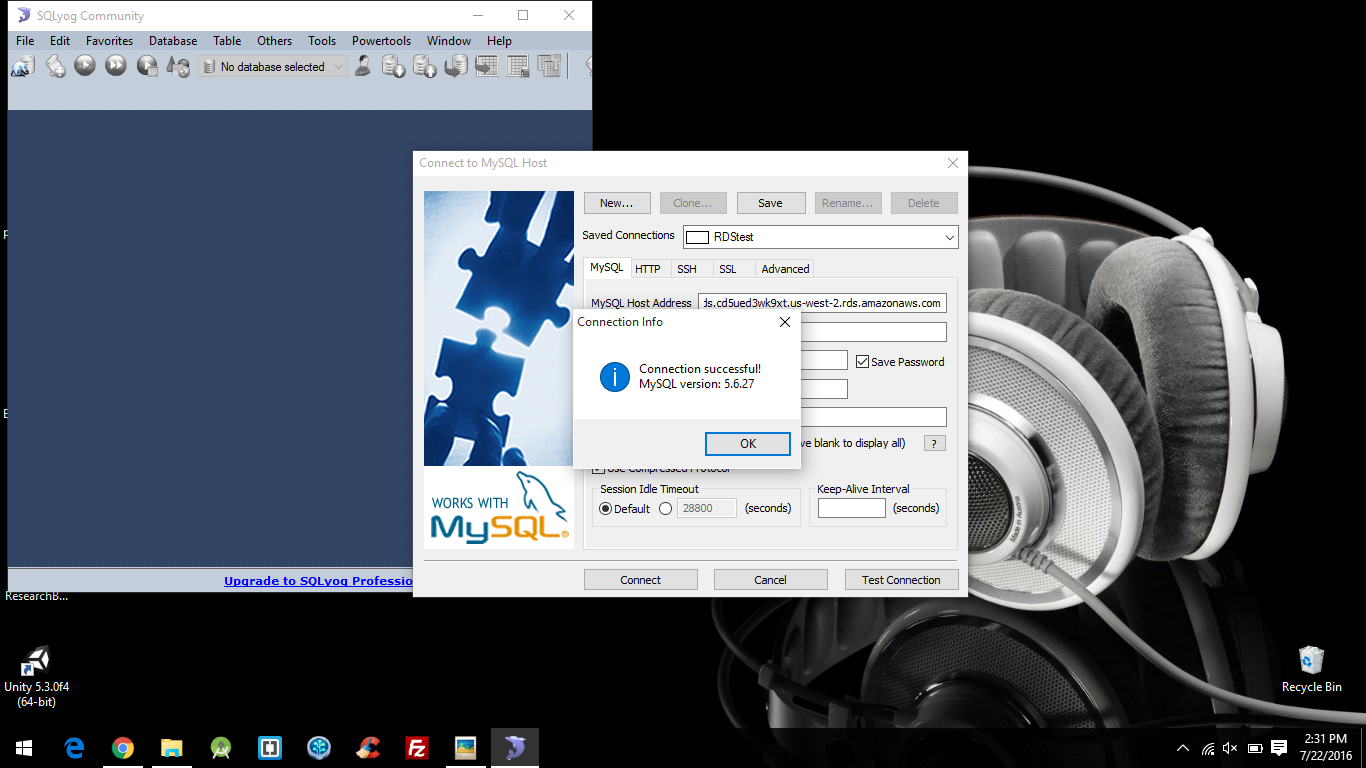 SQLyog Community
File Edit Favorites Database Table Others Tools Powertools Window Help
No database selected
Connect to MySQL Host
New... Clone... Save Rename... Delete
Saved Connections RDStest
MySQL HTTP SSH SSL Advanced
MySQL Host Address .cd5ued3wk9xt.us-west-2.rds.amazonaws.com
Connection Info
Save Password
Connection successful!
MySQL version: 5.6.27
OK
blank to display all) ?
Use Compressed Protocol
Session Idle Timeout
Default 28800 (seconds)
Keep-Alive Interval
(seconds)
WORKS WITH
MySQL®
Connect Cancel Test Connection
Upgrade to SQLyog Professio
ResearchB...
Made in Austria
Unity 5.3.0f4
(64-bit)
Recycle Bin
2:31 PM
7/22/2016